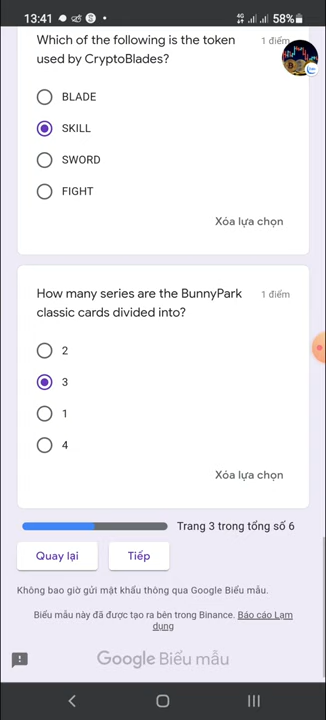 13:41
4G
58%
Which of the following is the token
1 điểm
used by CryptoBlades?
BLADE
SKILL
SWORD
FIGHT
Xóa lựa chọn
How many series are the BunnyPark
1 điểm
classic cards divided into?
2
3
1
4
Xóa lựa chọn
Trang 3 trong tổng số 6
Quay lại
Tiếp
Không bao giờ gửi mật khẩu thông qua Google Biểu mẫu.
Biểu mẫu này đã được tạo ra bên trong Binance. Báo cáo Lạm
dụng
Google Biểu mẫu